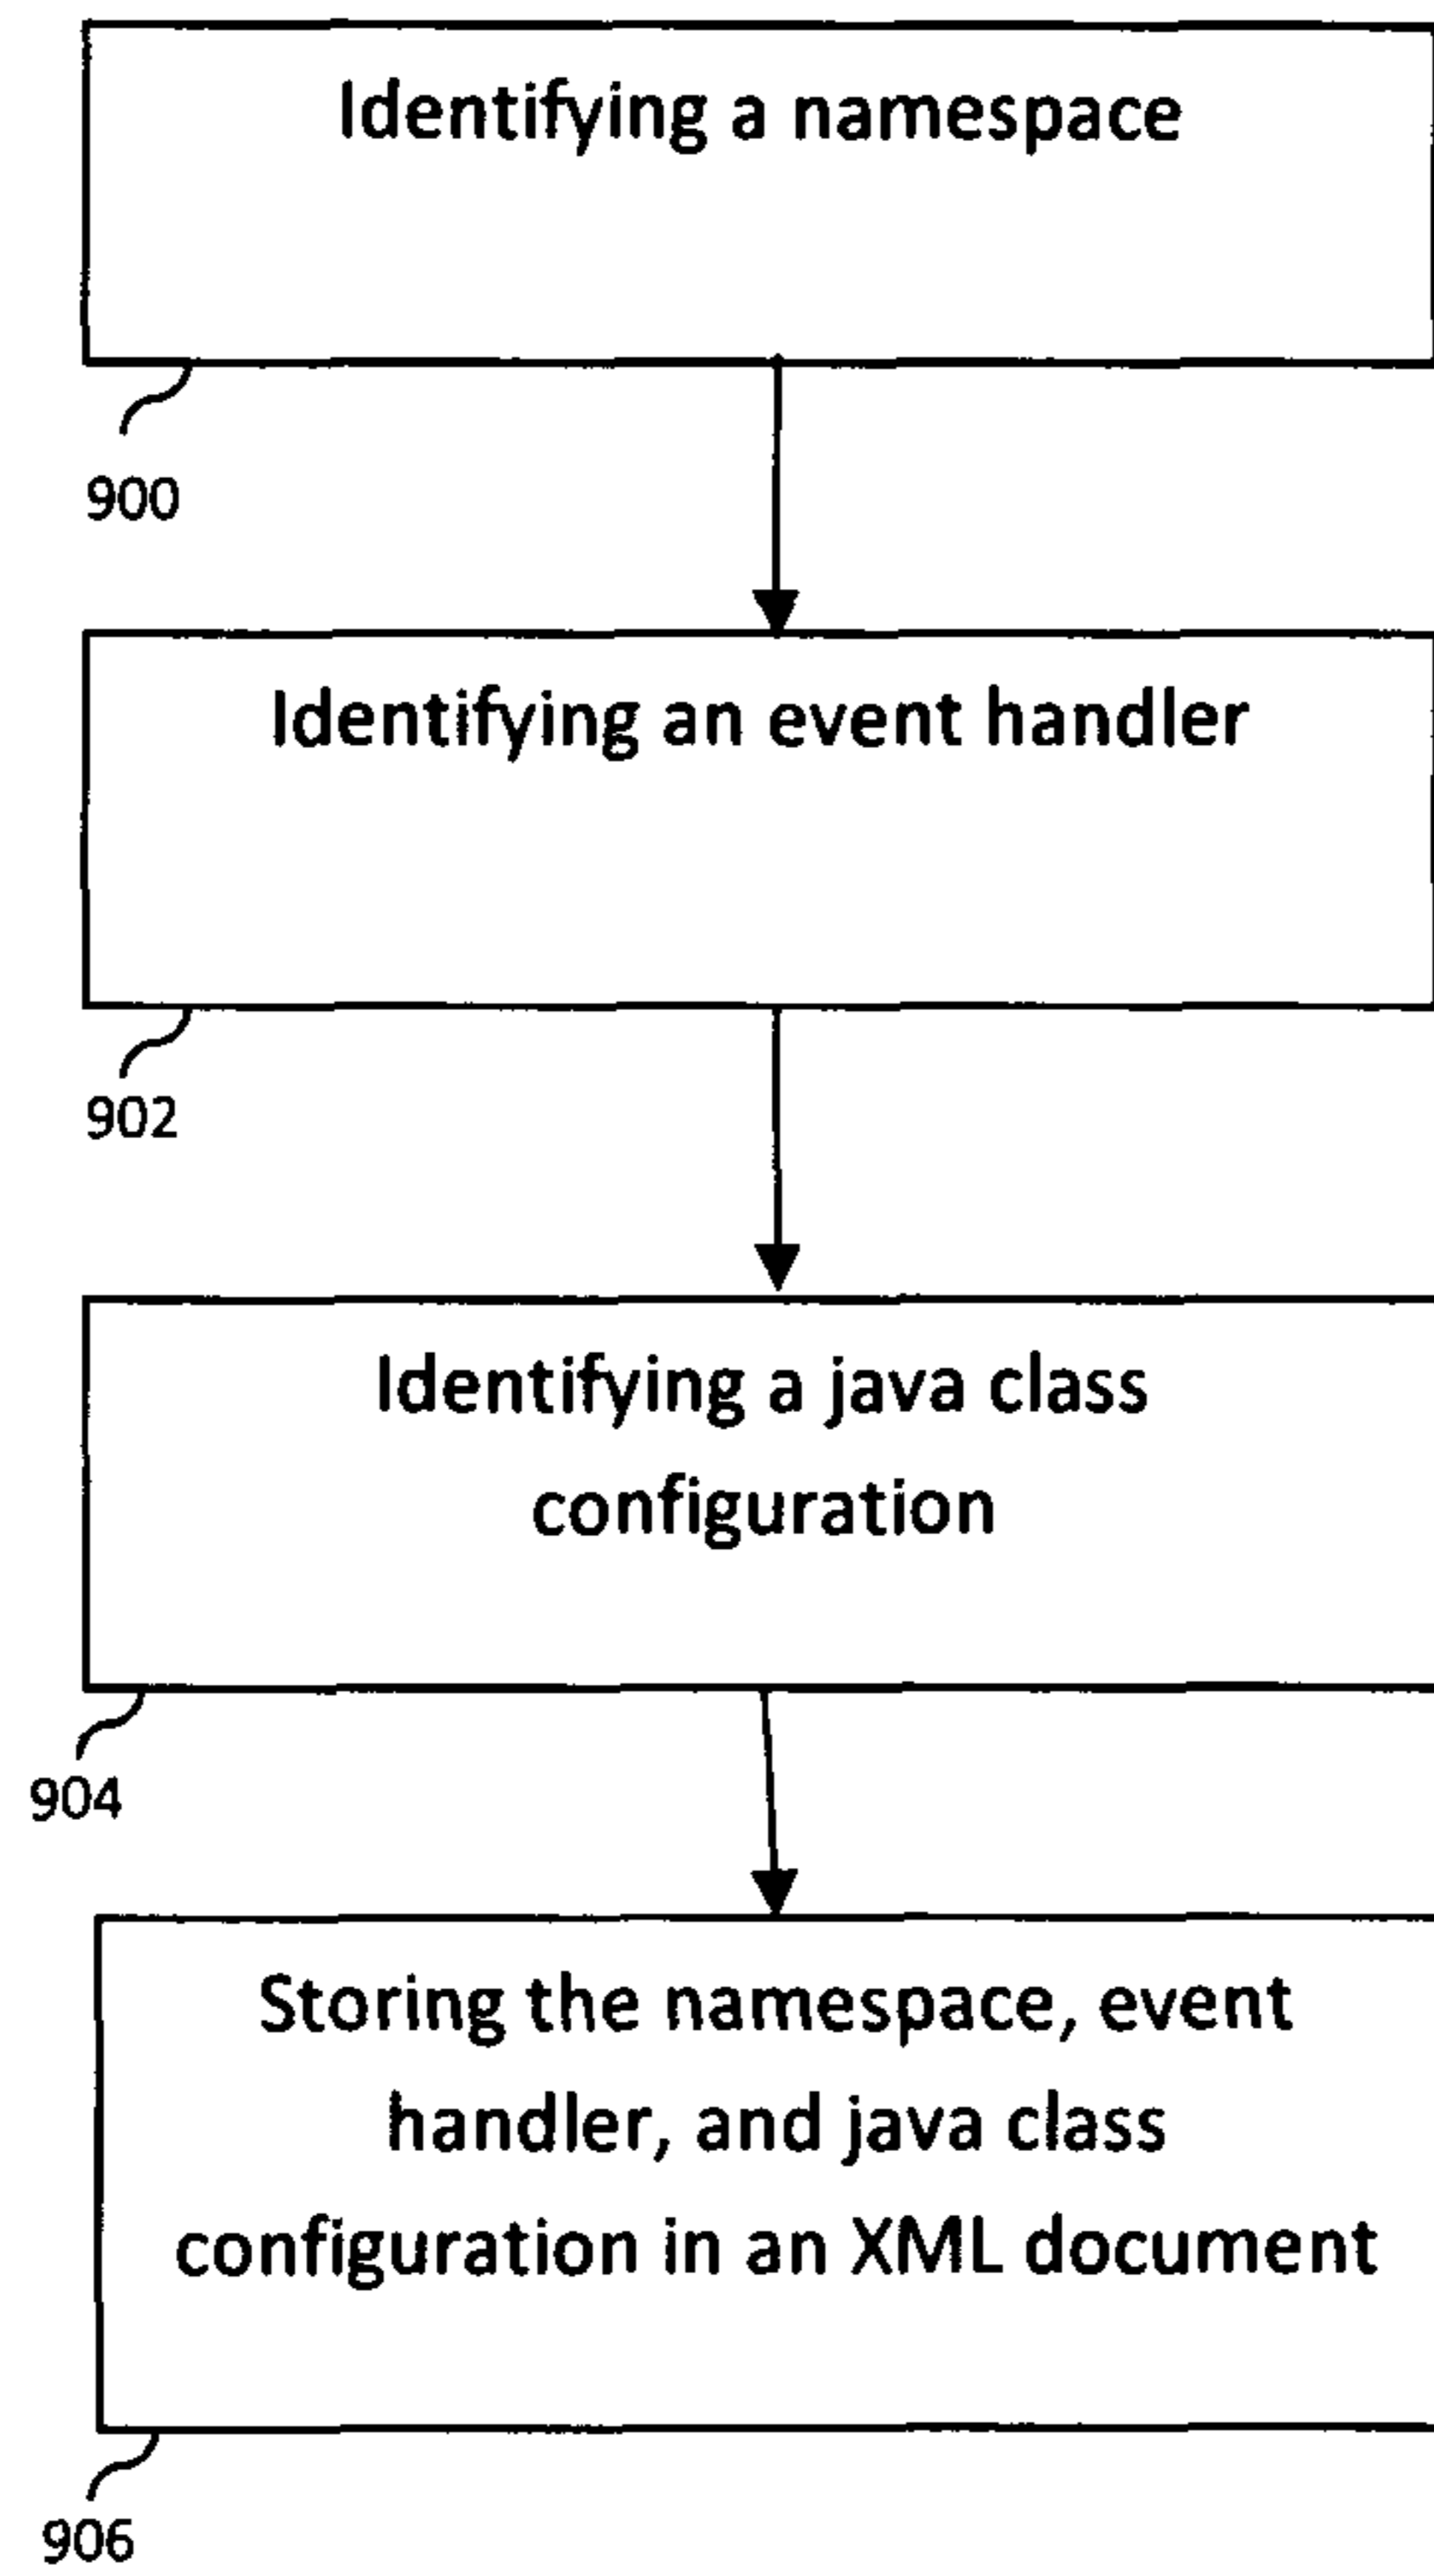 Identifying a namespace
900
Identifying an event handler
902
Identifying a java class
configuration
904
Storing the namespace, event
handler, and java class
configuration in an XML document
906